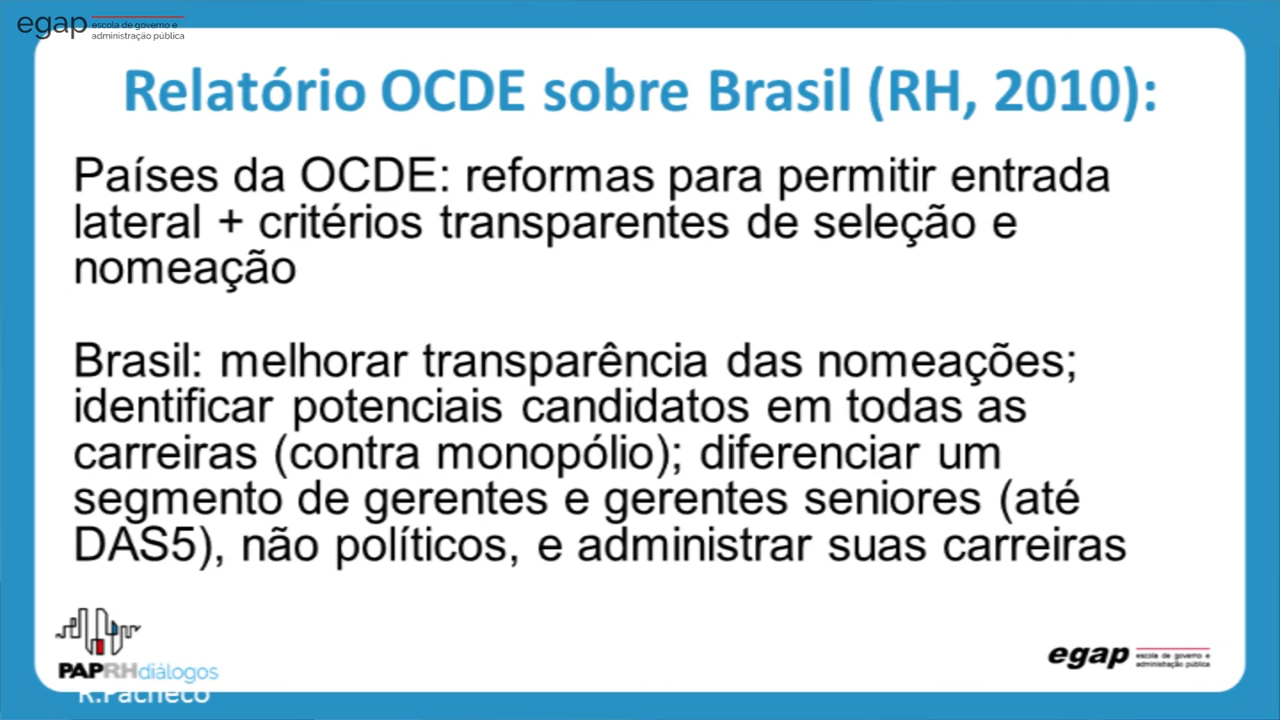 egap escola de governo e
administração pública
Relatório OCDE sobre Brasil (RH, 2010):
Países da OCDE: reformas para permitir entrada
lateral + critérios transparentes de seleção e
nomeação
Brasil: melhorar transparência das nomeações;
identificar potenciais candidatos em todas as
carreiras (contra monopólio); diferenciar um
segmento de gerentes e gerentes seniores (até
DAS5), não políticos, e administrar suas carreiras
PAPRHdiálogos
egap escola de governo e
administração pública
R.Pacheco